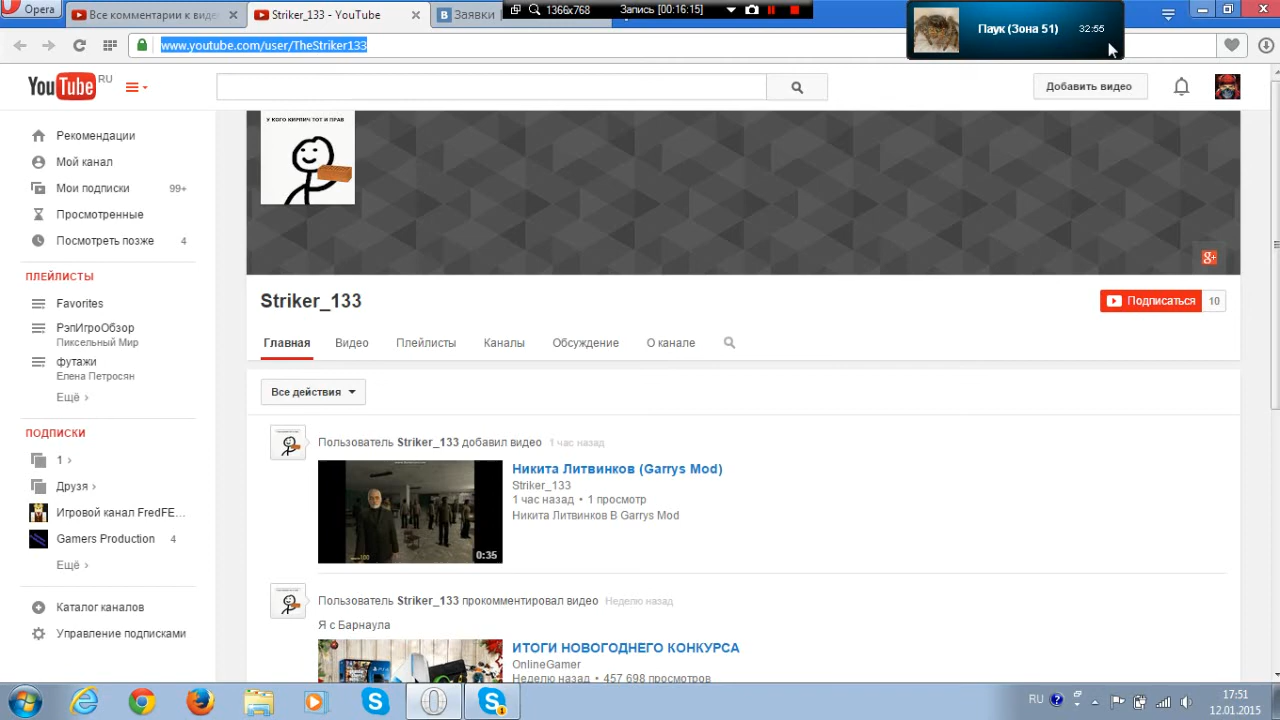 Opera
Все комментарии к виде
Striker_133 - YouTube
Заявки
1366x768
Запись [00:16:15]
Паук (Зона 51)
32:55
www.youtube.com/user/TheStriker133
YouTube RU
Добавить видео
Рекомендации
Мой канал
Мои подписки 99+
Просмотренные
Посмотреть позже 4
ПЛЕЙЛИСТЫ
Favorites
РэпИгроОбзор
Пиксельный Мир
футажи
Елена Петросян
Ещё ›
ПОДПИСКИ
1 ›
Друзя ›
Игровой канал FredFE...
Gamers Production 4
Ещё ›
Каталог каналов
Управление подписками
У КОГО КИРПИЧ ТОТ И ПРАВ
g+
Striker_133
Подписаться 10
Главная Видео Плейлисты Каналы Обсуждение О канале
Все действия
Пользователь Striker_133 добавил видео 1 час назад
Никита Литвинков (Garrys Mod)
Striker_133
1 час назад • 1 просмотр
Никита Литвинков В Garrys Mod
0:35
Пользователь Striker_133 прокомментировал видео Неделю назад
Я с Барнаула
ИТОГИ НОВОГОДНЕГО КОНКУРСА
OnlineGamer
Неделю назад • 457 698 просмотров
RU
17:51
12.01.2015